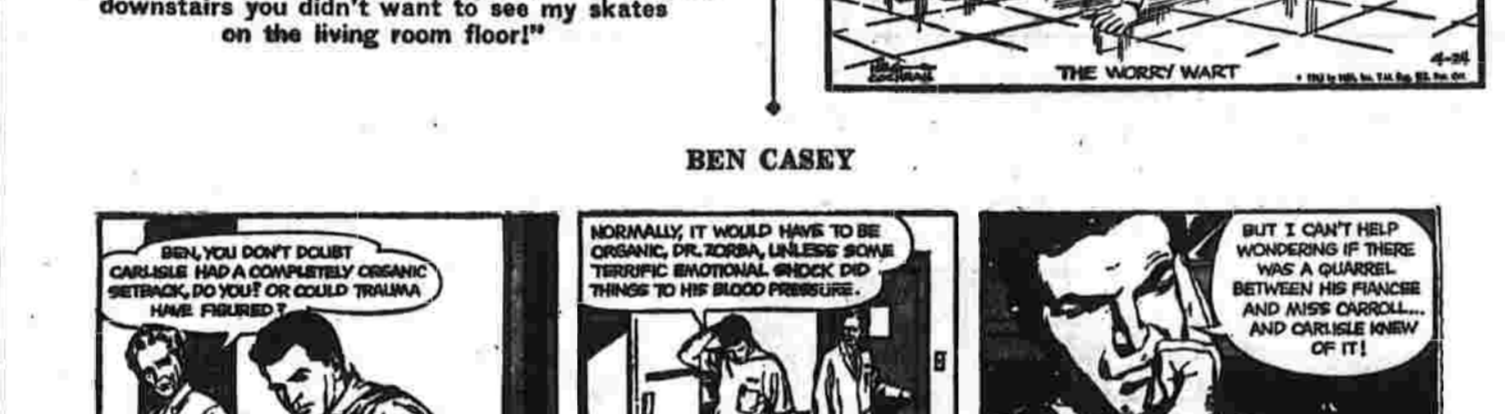 downstairs you didn't want to see my skates
on the living room floor!"
COCHRAN
THE WORRY WART
4-24
BEN CASEY
BEN, YOU DON'T DOUBT
CARLISLE HAD A COMPLETELY ORGANIC
SETBACK, DO YOU? OR COULD TRAUMA
HAVE FIGURED?
NORMALLY, IT WOULD HAVE TO BE
ORGANIC, DR. ZORBA, UNLESS SOME
TERRIFIC EMOTIONAL SHOCK DID
THINGS TO HIS BLOOD PRESSURE.
BUT I CAN'T HELP
WONDERING IF THERE
WAS A QUARREL
BETWEEN HIS FIANCEE
AND MISS CARROLL...
AND CARLISLE KNEW
OF IT!